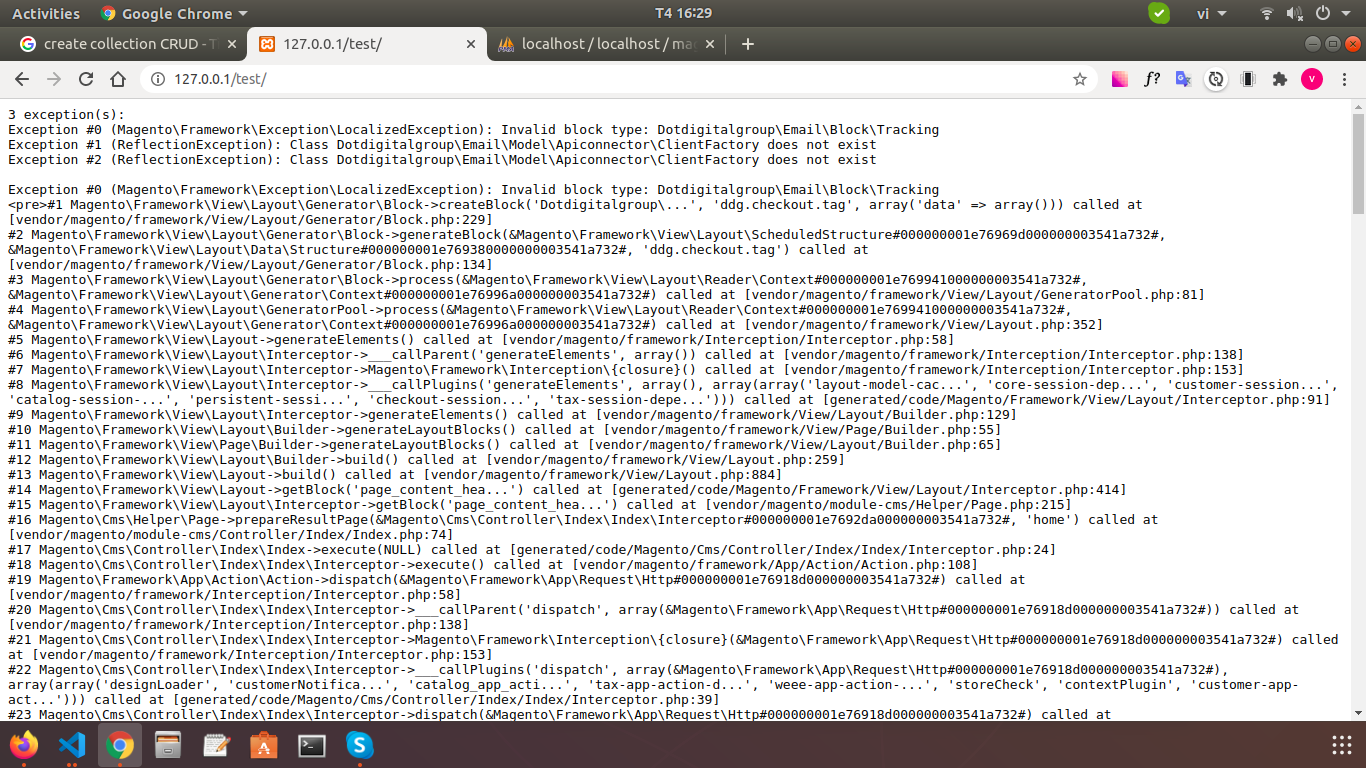 Activities
Google Chrome
T4 16:29
vi
create collection CRUD - T
127.0.0.1/test/
localhost / localhost / ma
127.0.0.1/test/
f?
V
3 exception(s):
Exception #0 (Magento\Framework\Exception\LocalizedException): Invalid block type: Dotdigitalgroup\Email\Block\Tracking
Exception #1 (ReflectionException): Class Dotdigitalgroup\Email\Model\Apiconnector\ClientFactory does not exist
Exception #2 (ReflectionException): Class Dotdigitalgroup\Email\Model\Apiconnector\ClientFactory does not exist
Exception #0 (Magento\Framework\Exception\LocalizedException): Invalid block type: Dotdigitalgroup\Email\Block\Tracking
<pre>#1 Magento\Framework\View\Layout\Generator\Block->createBlock('Dotdigitalgroup\...', 'ddg.checkout.tag', array('data' => array())) called at
[vendor/magento/framework/View/Layout/Generator/Block.php:229]
#2 Magento\Framework\View\Layout\Generator\Block->generateBlock(&Magento\Framework\View\Layout\ScheduledStructure#000000001e76969d000000003541a732#,
&Magento\Framework\View\Layout\Data\Structure#000000001e769380000000003541a732#, 'ddg.checkout.tag') called at
[vendor/magento/framework/View/Layout/Generator/Block.php:134]
#3 Magento\Framework\View\Layout\Generator\Block->process(&Magento\Framework\View\Layout\Reader\Context#000000001e769941000000003541a732#,
&Magento\Framework\View\Layout\Generator\Context#000000001e76996a000000003541a732#) called at [vendor/magento/framework/View/Layout/GeneratorPool.php:81]
#4 Magento\Framework\View\Layout\GeneratorPool->process(&Magento\Framework\View\Layout\Reader\Context#000000001e769941000000003541a732#,
&Magento\Framework\View\Layout\Generator\Context#000000001e76996a000000003541a732#) called at [vendor/magento/framework/View/Layout.php:352]
#5 Magento\Framework\View\Layout->generateElements() called at [vendor/magento/framework/Interception/Interceptor.php:58]
#6 Magento\Framework\View\Layout\Interceptor->___callParent('generateElements', array()) called at [vendor/magento/framework/Interception/Interceptor.php:138]
#7 Magento\Framework\View\Layout\Interceptor->Magento\Framework\Interception\{closure}() called at [vendor/magento/framework/Interception/Interceptor.php:153]
#8 Magento\Framework\View\Layout\Interceptor->___callPlugins('generateElements', array(), array(array('layout-model-cac...', 'core-session-dep...', 'customer-session...',
'catalog-session-...', 'persistent-sessi...', 'checkout-session...', 'tax-session-depe...'))) called at [generated/code/Magento/Framework/View/Layout/Interceptor.php:91]
#9 Magento\Framework\View\Layout\Interceptor->generateElements() called at [vendor/magento/framework/View/Layout/Builder.php:129]
#10 Magento\Framework\View\Layout\Builder->generateLayoutBlocks() called at [vendor/magento/framework/View/Page/Builder.php:55]
#11 Magento\Framework\View\Page\Builder->generateLayoutBlocks() called at [vendor/magento/framework/View/Layout/Builder.php:65]
#12 Magento\Framework\View\Layout\Builder->build() called at [vendor/magento/framework/View/Layout.php:259]
#13 Magento\Framework\View\Layout->build() called at [vendor/magento/framework/View/Layout.php:884]
#14 Magento\Framework\View\Layout->getBlock('page_content_hea...') called at [generated/code/Magento/Framework/View/Layout/Interceptor.php:414]
#15 Magento\Framework\View\Layout\Interceptor->getBlock('page_content_hea...') called at [vendor/magento/module-cms/Helper/Page.php:215]
#16 Magento\Cms\Helper\Page->prepareResultPage(&Magento\Cms\Controller\Index\Index\Interceptor#000000001e7692da000000003541a732#, 'home') called at
[vendor/magento/module-cms/Controller/Index/Index.php:74]
#17 Magento\Cms\Controller\Index\Index->execute(NULL) called at [generated/code/Magento/Cms/Controller/Index/Index/Interceptor.php:24]
#18 Magento\Cms\Controller\Index\Index\Interceptor->execute() called at [vendor/magento/framework/App/Action/Action.php:108]
#19 Magento\Framework\App\Action\Action->dispatch(&Magento\Framework\App\Request\Http#000000001e76918d000000003541a732#) called at
[vendor/magento/framework/Interception/Interceptor.php:58]
#20 Magento\Cms\Controller\Index\Index\Interceptor->___callParent('dispatch', array(&Magento\Framework\App\Request\Http#000000001e76918d000000003541a732#)) called at
[vendor/magento/framework/Interception/Interceptor.php:138]
#21 Magento\Cms\Controller\Index\Index\Interceptor->Magento\Framework\Interception\{closure}(&Magento\Framework\App\Request\Http#000000001e76918d000000003541a732#) called
at [vendor/magento/framework/Interception/Interceptor.php:153]
#22 Magento\Cms\Controller\Index\Index\Interceptor->___callPlugins('dispatch', array(&Magento\Framework\App\Request\Http#000000001e76918d000000003541a732#),
array(array('designLoader', 'customerNotifica...', 'catalog_app_acti...', 'tax-app-action-d...', 'weee-app-action-...', 'storeCheck', 'contextPlugin', 'customer-app-
act...'))) called at [generated/code/Magento/Cms/Controller/Index/Index/Interceptor.php:39]
#23 Magento\Cms\Controller\Index\Index\Interceptor->dispatch(&Magento\Framework\App\Request\Http#000000001e76918d000000003541a732#) called at